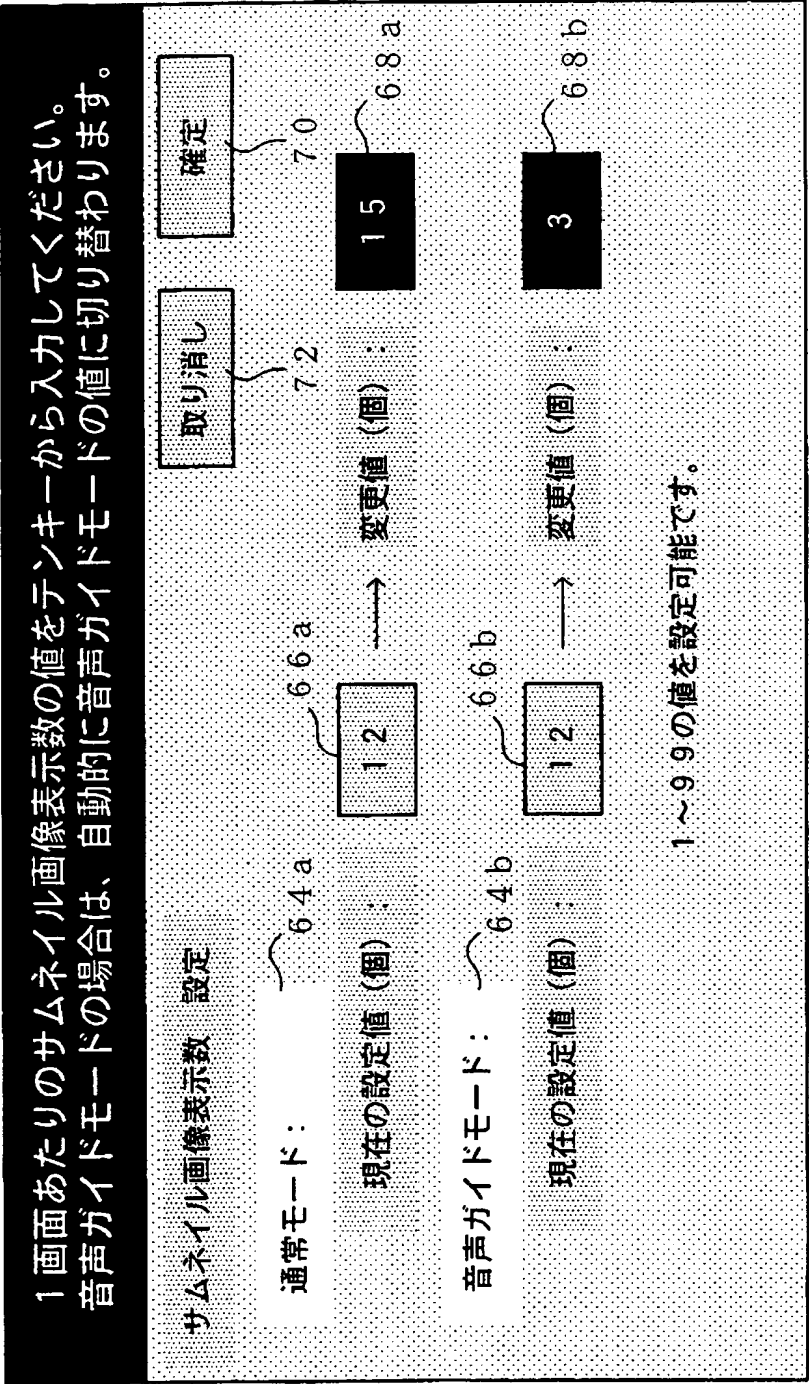 1画面あたりのサムネイル画像表示数の値をテンキーから入力してください。
音声ガイドモードの場合は、自動的に音声ガイドモードの値に切り替わります。
サムネイル画像表示数 設定
取り消し
確定
72
70
通常モード：
64a
66a
68a
現在の設定値（個）：
12
→
変更値（個）：
15
音声ガイドモード：
64b
66b
68b
現在の設定値（個）：
12
→
変更値（個）：
3
1～99の値を設定可能です。